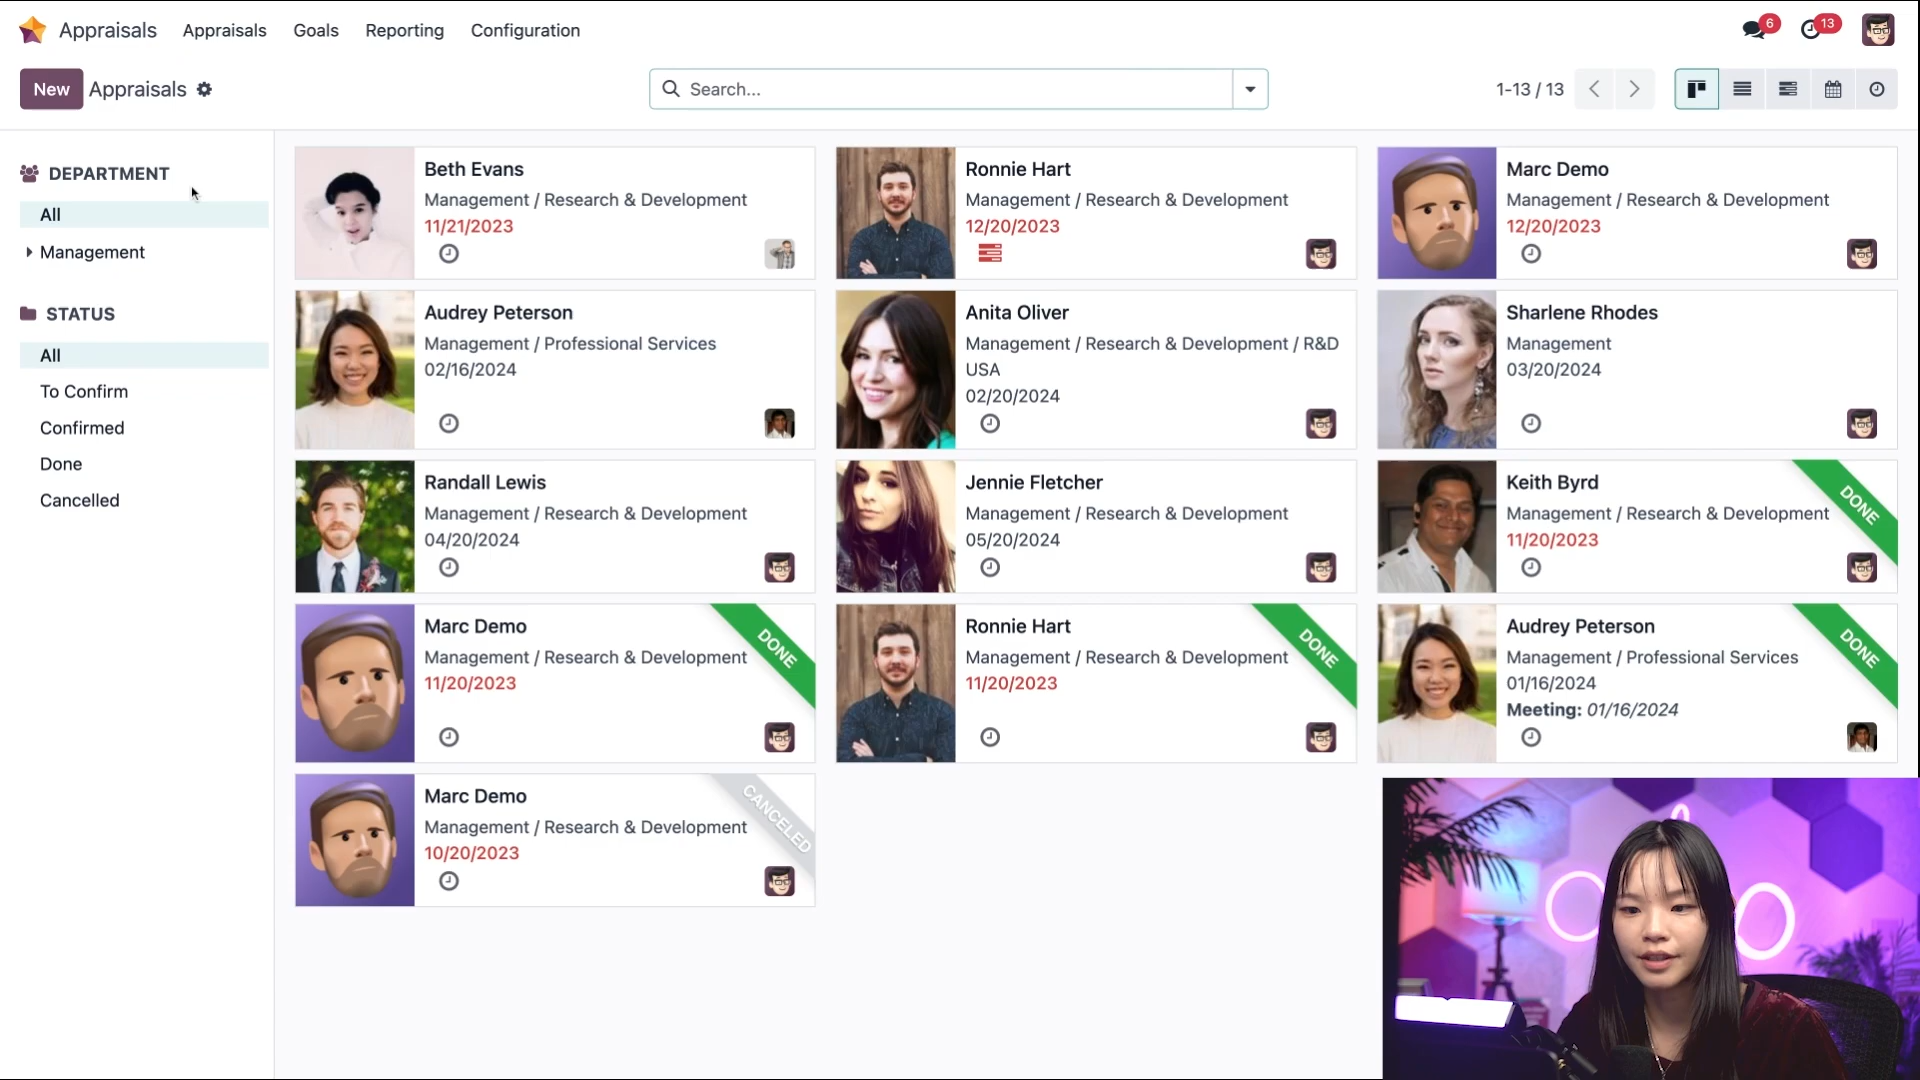 Appraisals
Appraisals
Goals
Reporting
Configuration
6
13
New
Appraisals
Search...
1-13 / 13
DEPARTMENT
All
Management
STATUS
All
To Confirm
Confirmed
Done
Cancelled
Beth Evans
Management / Research & Development
11/21/2023
Ronnie Hart
Management / Research & Development
12/20/2023
Marc Demo
Management / Research & Development
12/20/2023
Audrey Peterson
Management / Professional Services
02/16/2024
Anita Oliver
Management / Research & Development / R&D
USA
02/20/2024
Sharlene Rhodes
Management
03/20/2024
Randall Lewis
Management / Research & Development
04/20/2024
Jennie Fletcher
Management / Research & Development
05/20/2024
Keith Byrd
Management / Research & Development
11/20/2023
DONE
Marc Demo
Management / Research & Development
11/20/2023
DONE
Ronnie Hart
Management / Research & Development
11/20/2023
DONE
Audrey Peterson
Management / Professional Services
01/16/2024
Meeting: 01/16/2024
DONE
Marc Demo
Management / Research & Development
10/20/2023
CANCELED